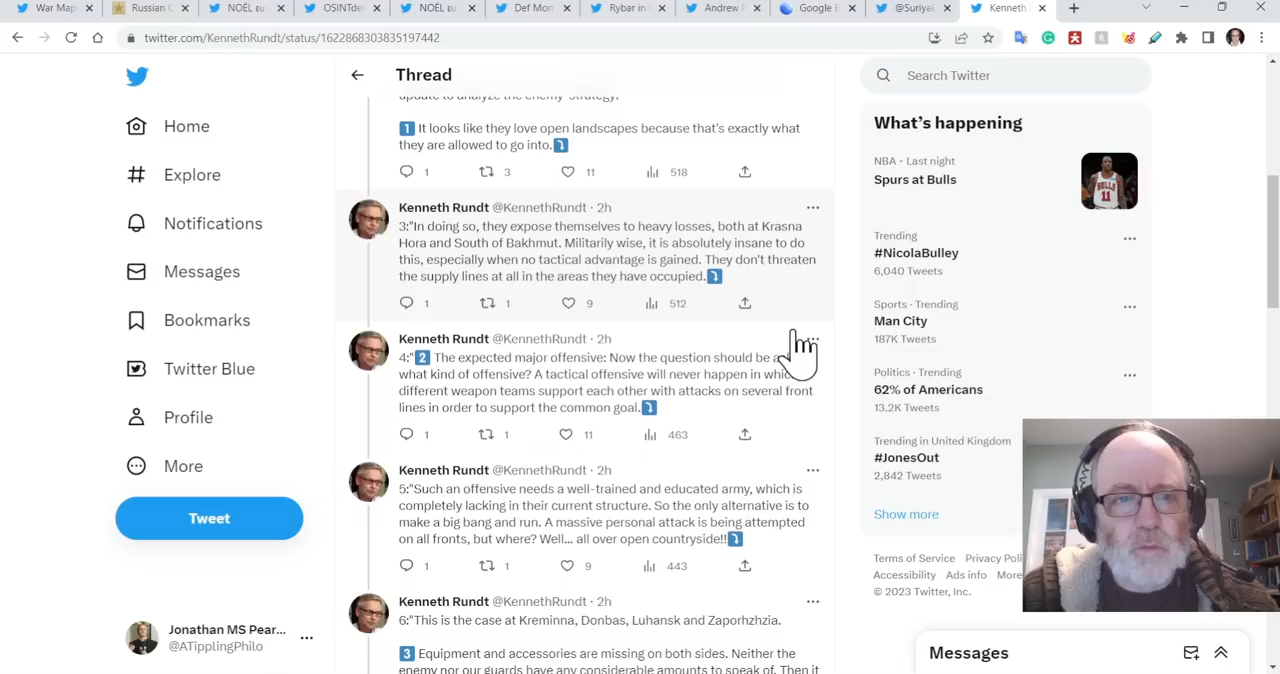 War Map
Russian O
NOËL EU
OSINTdes
NOËL EU
Def Mon
Rybar in
Andrew
Google E
@Suriyak
Kenneth
twitter.com/KennethRundt/status/1622868303835197442
Thread
update to analyze the enemy strategy.
1 It looks like they love open landscapes because that's exactly what
they are allowed to go into.
1 3 11 518
Kenneth Rundt @KennethRundt · 2h
3:"In doing so, they expose themselves to heavy losses, both at Krasna
Hora and South of Bakhmut. Militarily wise, it is absolutely insane to do
this, especially when no tactical advantage is gained. They don't threaten
the supply lines at all in the areas they have occupied.
1 1 9 512
Kenneth Rundt @KennethRundt · 2h
4:"2 The expected major offensive: Now the question should be a
what kind of offensive? A tactical offensive will never happen in whic
different weapon teams support each other with attacks on several front
lines in order to support the common goal.
1 1 11 463
Kenneth Rundt @KennethRundt · 2h
5:"Such an offensive needs a well-trained and educated army, which is
completely lacking in their current structure. So the only alternative is to
make a big bang and run. A massive personal attack is being attempted
on all fronts, but where? Well... all over open countryside!!
1 1 9 443
Kenneth Rundt @KennethRundt · 2h
6:"This is the case at Kreminna, Donbas, Luhansk and Zaporhzhzia.
3 Equipment and accessories are missing on both sides. Neither the
enemy nor our guards have any considerable amounts to speak of. Then it
Home
Explore
Notifications
Messages
Bookmarks
Twitter Blue
Profile
More
Tweet
Jonathan MS Pear...
@ATipplingPhilo
Search Twitter
What's happening
NBA · Last night
Spurs at Bulls
Trending
#NicolaBulley
6,040 Tweets
Sports · Trending
Man City
187K Tweets
Politics · Trending
62% of Americans
13.2K Tweets
Trending in United Kingdom
#JonesOut
2,842 Tweets
Show more
Terms of Service Privacy Poli
Accessibility Ads info More
© 2023 Twitter, Inc.
Messages